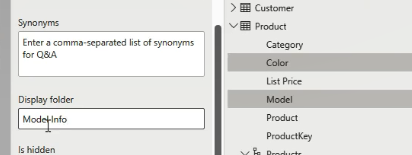 Synonyms
Enter a comma-separated list of synonyms
for Q&A
Display folder
Model Info
Is hidden
Customer
Product
Category
Color
List Price
Model
Product
ProductKey
Products